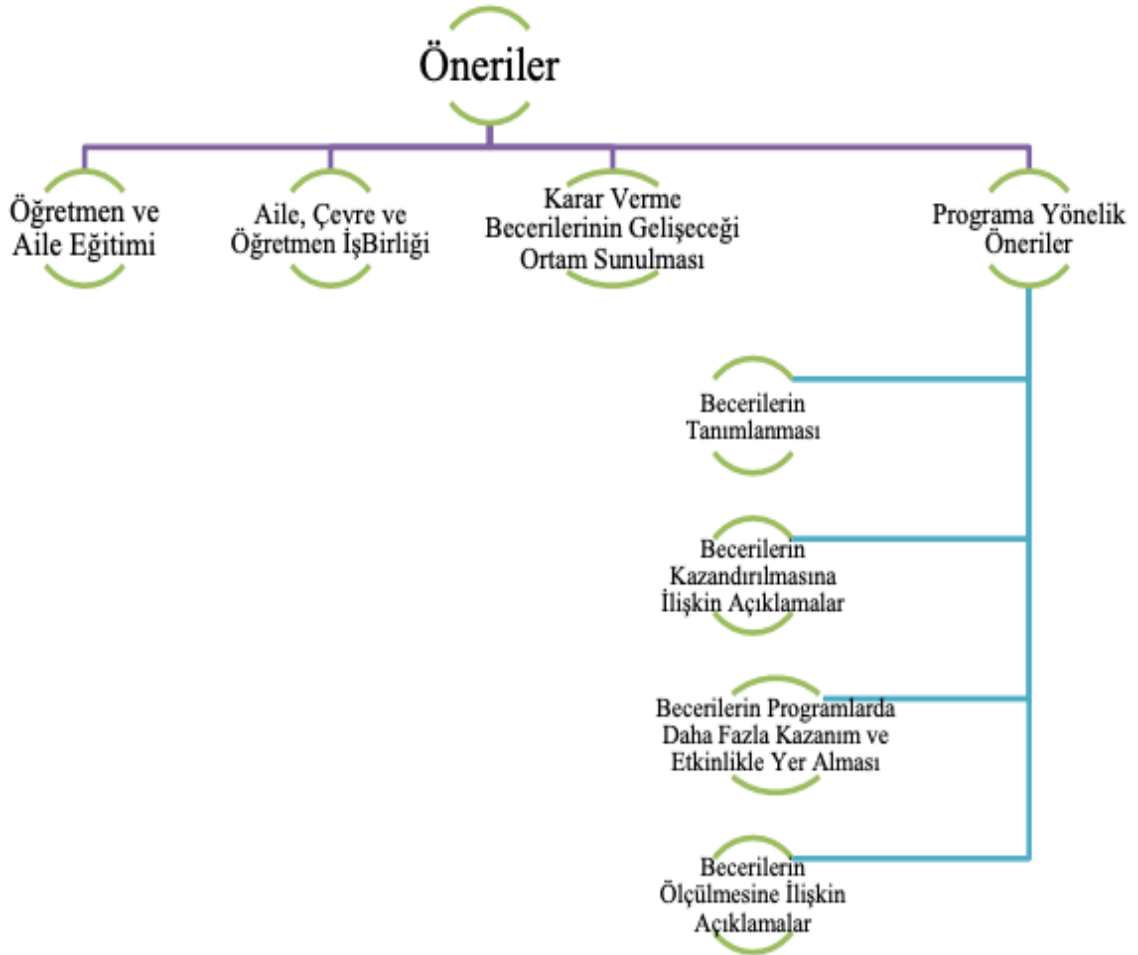 Öneriler
Öğretmen ve
Aile Eğitimi
Aile, Çevre ve
Öğretmen İşBirliği
Karar Verme
Becerilerinin Gelişeceği
Ortam Sunulması
Programa Yönelik
Öneriler
Becerilerin
Tanımlanması
Becerilerin
Kazandırılmasına
İlişkin Açıklamalar
Becerilerin Programlarda
Daha Fazla Kazanım ve
Etkinlikle Yer Alması
Becerilerin
Ölçülmesine İlişkin
Açıklamalar